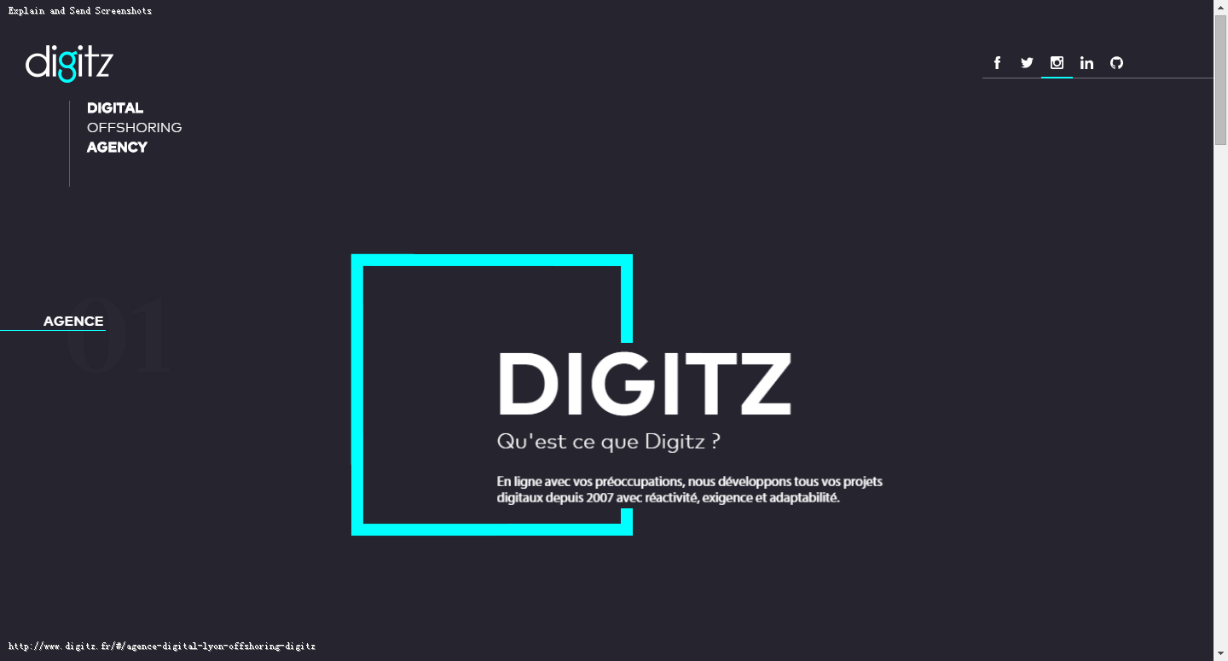 Explain and Send Screenshots
digitz
DIGITAL
OFFSHORING
AGENCY
01
AGENCE
DIGITZ
Qu'est ce que Digitz ?
En ligne avec vos préoccupations, nous développons tous vos projets
digitaux depuis 2007 avec réactivité, exigence et adaptabilité.
http://www.digitz.fr/#/agence-digital-lyon-offshoring-digitz